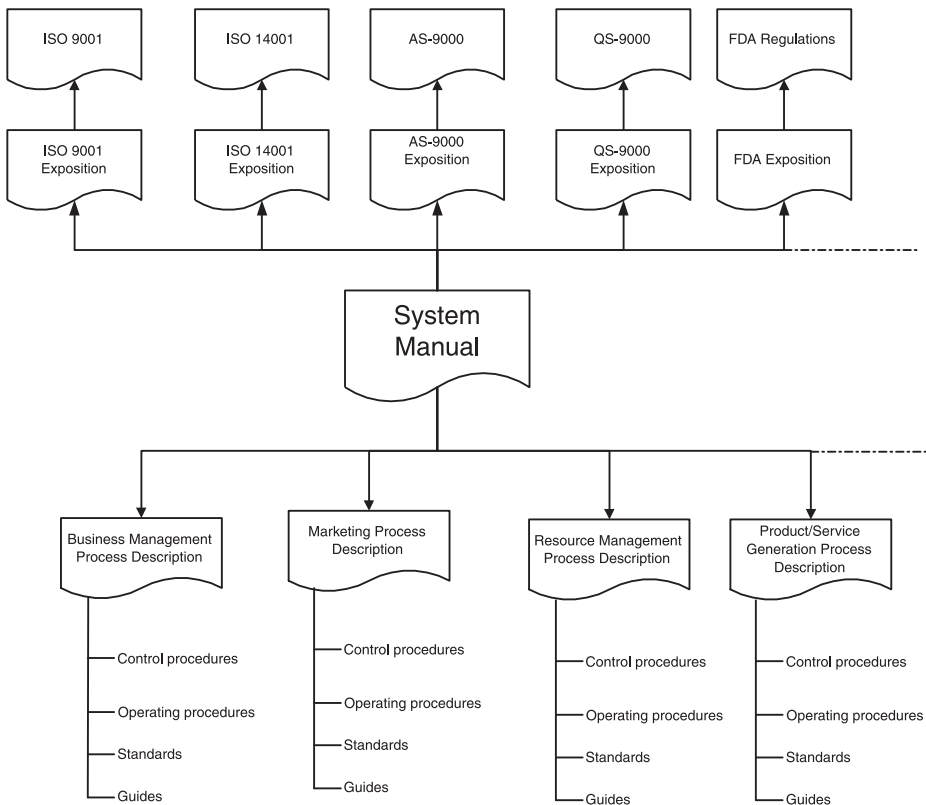 ISO 9001
ISO 14001
AS-9000
QS-9000
FDA Regulations
ISO 9001
Exposition
ISO 14001
Exposition
AS-9000
Exposition
QS-9000
Exposition
FDA Exposition
System
Manual
Business Management
Process Description
Marketing Process
Description
Resource Management
Process Description
Product/Service
Generation Process
Description
Control procedures
Operating procedures
Standards
Guides
Control procedures
Operating procedures
Standards
Guides
Control procedures
Operating procedures
Standards
Guides
Control procedures
Operating procedures
Standards
Guides